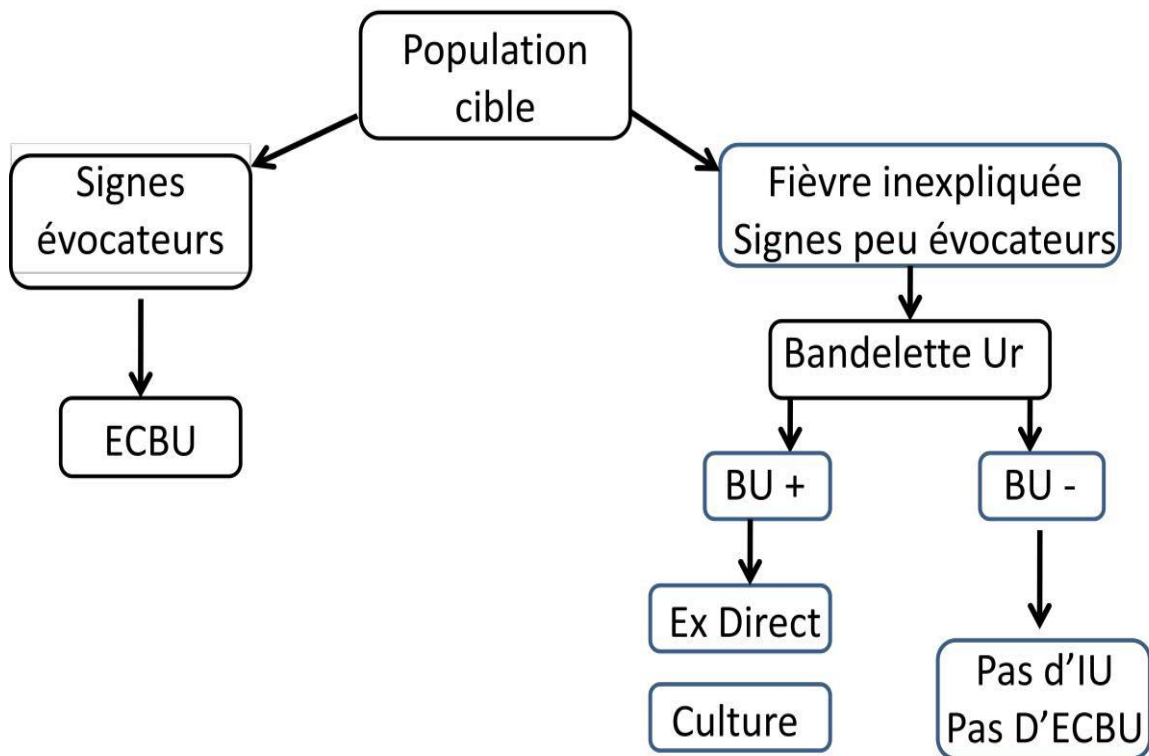 Population
cible
Signes
évocateurs
Fièvre inexpliquée
Signes peu évocateurs
Bandelette Ur
ECBU
BU +
BU -
Ex Direct
Culture
Pas d’IU
Pas D’ECBU